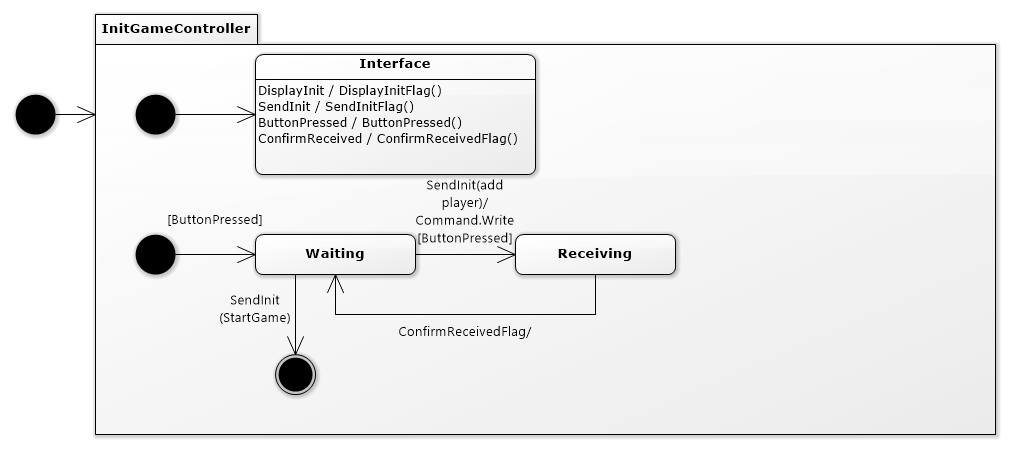 InitGameController
Interface
DisplayInit / DisplayInitFlag()
SendInit / SendInitFlag()
ButtonPressed / ButtonPressed()
ConfirmReceived / ConfirmReceivedFlag()
SendInit(add
player)/
Command.Write
[ButtonPressed]
[ButtonPressed]
Waiting
Receiving
SendInit
(StartGame)
ConfirmReceivedFlag/